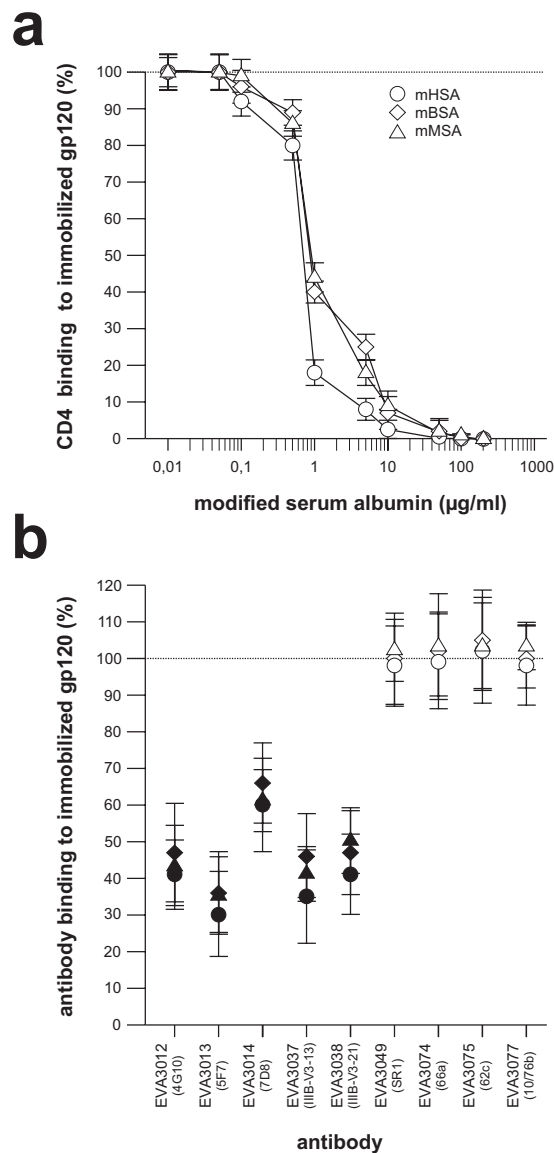 a
CD4 binding to immobilized gp120 (%)
100
90
80
70
60
50
40
30
20
10
0
mHSA
mBSA
mMSA
0,01
0,1
1
10
100
1000
modified serum albumin (µg/ml)
b
antibody binding to immobilized gp120 (%)
120
110
100
90
80
70
60
50
40
30
20
10
0
EVA3012
(4G10)
EVA3013
(5F7)
EVA3014
(7D8)
EVA3037
(IIIB-V3-13)
EVA3038
(IIIB-V3-21)
EVA3049
(SR1)
EVA3074
(66a)
EVA3075
(62c)
EVA3077
(10/76b)
antibody